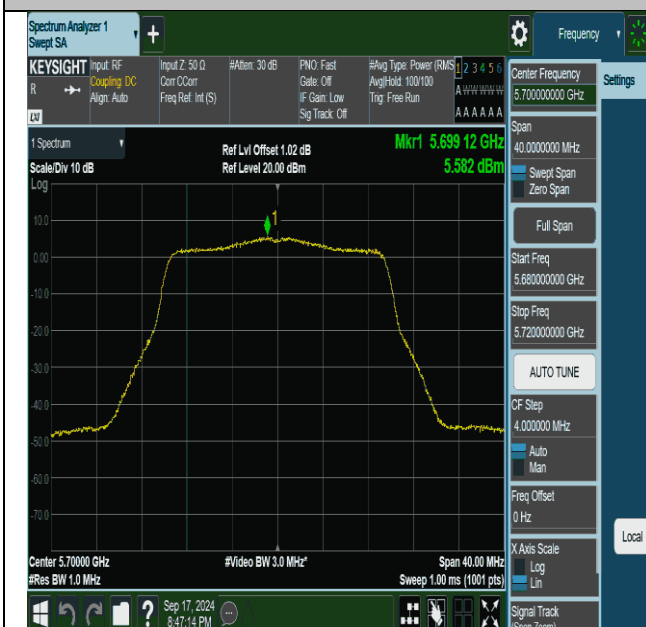 Spectrum Analyzer 1
Swept SA
+
Frequency
KEYSIGHT
R
LXI
Input: RF
Coupling: DC
Align: Auto
Input Z: 50 Ω
Corr CCorr
Freq Ref: Int (S)
#Atten: 30 dB
PNO: Fast
Gate: Off
IF Gain: Low
Sig Track: Off
#Avg Type: Power (RMS
Avg|Hold: 100/100
Trig: Free Run
1 2 3 4 5 6
A W W W W W
A A A A A A
Center Frequency
5.700000000 GHz
Settings
Span
40.0000000 MHz
Swept Span
Zero Span
Full Span
Start Freq
5.680000000 GHz
Stop Freq
5.720000000 GHz
AUTO TUNE
CF Step
4.000000 MHz
Auto
Man
Freq Offset
0 Hz
X Axis Scale
Log
Lin
Local
Signal Track
(Span Zoom)
1 Spectrum
Scale/Div 10 dB
Log
Ref Lvl Offset 1.02 dB
Ref Level 20.00 dBm
Mkr1 5.699 12 GHz
5.582 dBm
1
10.0
0.00
-10.0
-20.0
-30.0
-40.0
-50.0
-60.0
-70.0
Center 5.70000 GHz
#Res BW 1.0 MHz
#Video BW 3.0 MHz*
Span 40.00 MHz
Sweep 1.00 ms (1001 pts)
?
Sep 17, 2024
8:47:14 PM